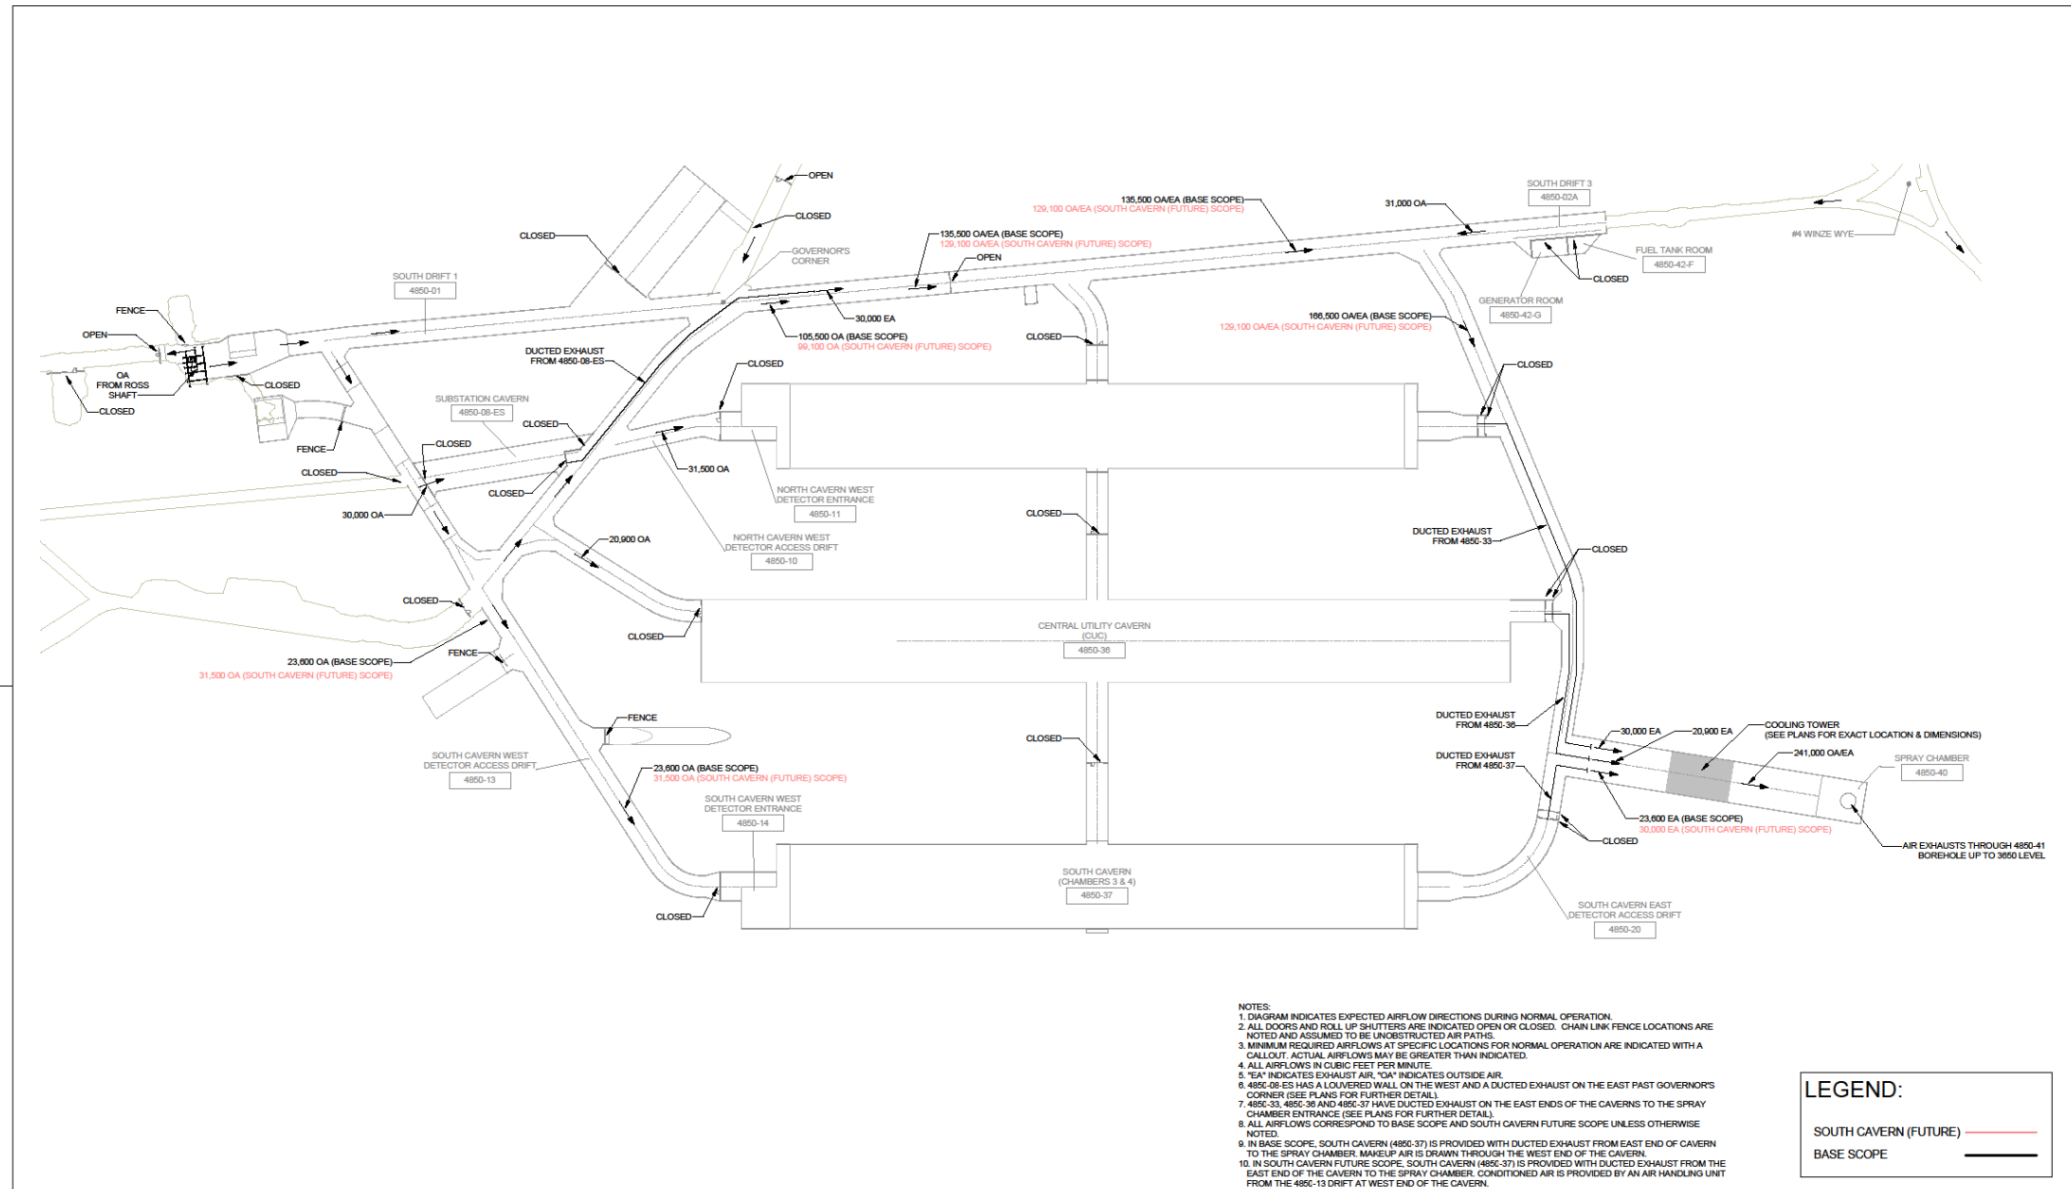 OPEN
CLOSED
CLOSED
GOVERNOR'S
CORNER
SOUTH DRIFT 1
4850-01
FENCE
OPEN
OA
FROM ROSS
SHAFT
CLOSED
CLOSED
FENCE
135,500 OA/EA (BASE SCOPE)
129,100 OA/EA (SOUTH CAVERN (FUTURE) SCOPE)
135,500 OA/EA (BASE SCOPE)
129,100 OA/EA (SOUTH CAVERN (FUTURE) SCOPE)
OPEN
31,000 OA
SOUTH DRIFT 3
4850-02A
#4 WINZE WYE
FUEL TANK ROOM
4850-42-F
CLOSED
GENERATOR ROOM
4850-42-G
30,000 EA
105,500 OA (BASE SCOPE)
99,100 OA (SOUTH CAVERN (FUTURE) SCOPE)
166,500 OA/EA (BASE SCOPE)
129,100 OA/EA (SOUTH CAVERN (FUTURE) SCOPE)
DUCTED EXHAUST
FROM 4850-08-ES
CLOSED
CLOSED
CLOSED
SUBSTATION CAVERN
4850-08-ES
CLOSED
CLOSED
CLOSED
CLOSED
30,000 OA
31,500 OA
NORTH CAVERN WEST
DETECTOR ENTRANCE
4850-11
NORTH CAVERN WEST
DETECTOR ACCESS DRIFT
4850-10
20,900 OA
CLOSED
DUCTED EXHAUST
FROM 4850-33
CLOSED
CLOSED
CLOSED
CENTRAL UTILITY CAVERN
(CUC)
4850-36
23,600 OA (BASE SCOPE)
31,500 OA (SOUTH CAVERN (FUTURE) SCOPE)
FENCE
FENCE
SOUTH CAVERN WEST
DETECTOR ACCESS DRIFT
4850-13
CLOSED
23,600 OA (BASE SCOPE)
31,500 OA (SOUTH CAVERN (FUTURE) SCOPE)
SOUTH CAVERN WEST
DETECTOR ENTRANCE
4850-14
DUCTED EXHAUST
FROM 4850-36
DUCTED EXHAUST
FROM 4850-37
30,000 EA
20,900 EA
COOLING TOWER
(SEE PLANS FOR EXACT LOCATION & DIMENSIONS)
241,000 OA/EA
SPRAY CHAMBER
4850-40
23,600 EA (BASE SCOPE)
30,000 EA (SOUTH CAVERN (FUTURE) SCOPE)
CLOSED
AIR EXHAUSTS THROUGH 4850-41
BOREHOLE UP TO 3650 LEVEL
SOUTH CAVERN
(CHAMBERS 3 & 4)
4850-37
CLOSED
SOUTH CAVERN EAST
DETECTOR ACCESS DRIFT
4850-20
NOTES:
1. DIAGRAM INDICATES EXPECTED AIRFLOW DIRECTIONS DURING NORMAL OPERATION.
2. ALL DOORS AND ROLL UP SHUTTERS ARE INDICATED OPEN OR CLOSED. CHAIN LINK FENCE LOCATIONS ARE
NOTED AND ASSUMED TO BE UNOBSTRUCTED AIR PATHS.
3. MINIMUM REQUIRED AIRFLOWS AT SPECIFIC LOCATIONS FOR NORMAL OPERATION ARE INDICATED WITH A
CALLOUT. ACTUAL AIRFLOWS MAY BE GREATER THAN INDICATED.
4. ALL AIRFLOWS IN CUBIC FEET PER MINUTE.
5. "EA" INDICATES EXHAUST AIR, "OA" INDICATES OUTSIDE AIR.
6. 4850-08-ES HAS A LOUVERED WALL ON THE WEST AND A DUCTED EXHAUST ON THE EAST PAST GOVERNOR'S
CORNER (SEE PLANS FOR FURTHER DETAIL).
7. 4850-33, 4850-36 AND 4850-37 HAVE DUCTED EXHAUST ON THE EAST ENDS OF THE CAVERNS TO THE SPRAY
CHAMBER ENTRANCE (SEE PLANS FOR FURTHER DETAIL).
8. ALL AIRFLOWS CORRESPOND TO BASE SCOPE AND SOUTH CAVERN FUTURE SCOPE UNLESS OTHERWISE
NOTED.
9. IN BASE SCOPE, SOUTH CAVERN (4850-37) IS PROVIDED WITH DUCTED EXHAUST FROM EAST END OF CAVERN
TO THE SPRAY CHAMBER. MAKEUP AIR IS DRAWN THROUGH THE WEST END OF THE CAVERN.
10. IN SOUTH CAVERN FUTURE SCOPE, SOUTH CAVERN (4850-37) IS PROVIDED WITH DUCTED EXHAUST FROM THE
EAST END OF THE CAVERN TO THE SPRAY CHAMBER. CONDITIONED AIR IS PROVIDED BY AN AIR HANDLING UNIT
FROM THE 4850-13 DRIFT AT WEST END OF THE CAVERN.
LEGEND:
SOUTH CAVERN (FUTURE)
BASE SCOPE